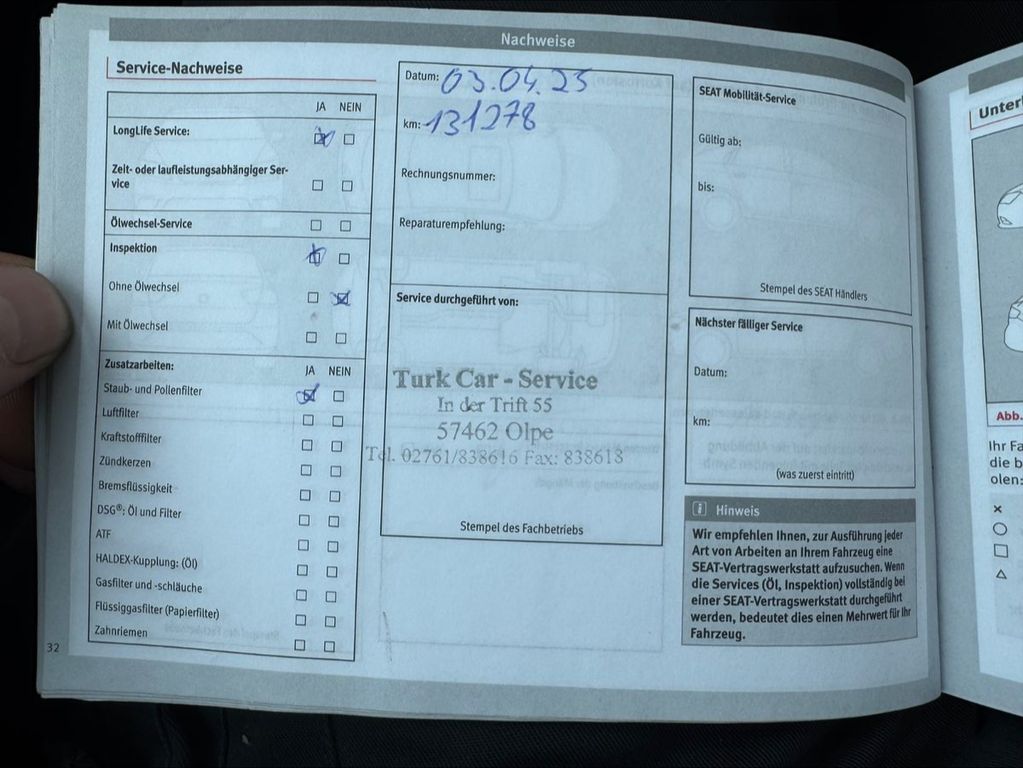 Nachweise
Service-Nachweise
JA NEIN
LongLife Service:
Zeit- oder laufleistungsabhängiger Ser-
vice
Ölwechsel-Service
Inspektion
Ohne Ölwechsel
Mit Ölwechsel
Zusatzarbeiten: JA NEIN
Staub- und Pollenfilter
Luftfilter
Kraftstofffilter
Zündkerzen
Bremsflüssigkeit
DSG®: Öl und Filter
ATF
HALDEX-Kupplung: (Öl)
Gasfilter und -schläuche
Flüssiggasfilter (Papierfilter)
Zahnriemen
32
Datum: 03.04.25
km: 131278
Rechnungsnummer:
Reparaturempfehlung:
Service durchgeführt von:
Turk Car - Service
In der Trift 55
57462 Olpe
Tel. 02761/838616 Fax: 838618
Stempel des Fachbetriebs
SEAT Mobilität-Service
Gültig ab:
bis:
Stempel des SEAT Händlers
Nächster fälliger Service
Datum:
km:
(was zuerst eintritt)
Hinweis
Wir empfehlen Ihnen, zur Ausführung jeder
Art von Arbeiten an Ihrem Fahrzeug eine
SEAT-Vertragswerkstatt aufzusuchen. Wenn
die Services (Öl, Inspektion) vollständig bei
einer SEAT-Vertragswerkstatt durchgeführt
werden, bedeutet dies einen Mehrwert für Ihr
Fahrzeug.
Abb.
Ihr Fa
die b
olen: